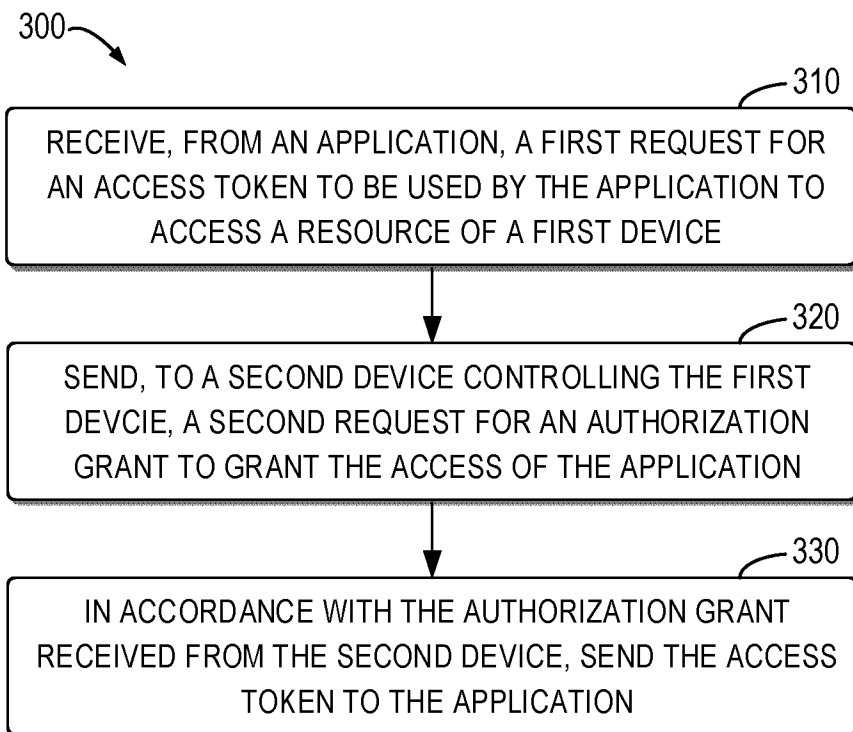 300
310
RECEIVE, FROM AN APPLICATION, A FIRST REQUEST FOR
AN ACCESS TOKEN TO BE USED BY THE APPLICATION TO
ACCESS A RESOURCE OF A FIRST DEVICE
320
SEND, TO A SECOND DEVICE CONTROLLING THE FIRST
DEVCIE, A SECOND REQUEST FOR AN AUTHORIZATION
GRANT TO GRANT THE ACCESS OF THE APPLICATION
330
IN ACCORDANCE WITH THE AUTHORIZATION GRANT
RECEIVED FROM THE SECOND DEVICE, SEND THE ACCESS
TOKEN TO THE APPLICATION